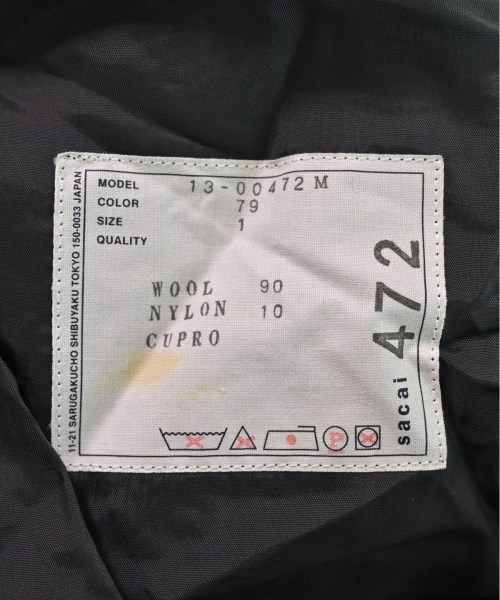 MODEL 13-00472 M
COLOR 79
SIZE 1
QUALITY
WOOL 90
NYLON 10
CUPRO
P
sacai 472
11-21 SARUGAKUCHO SHIBUYAKU TOKYO 150-0033 JAPAN